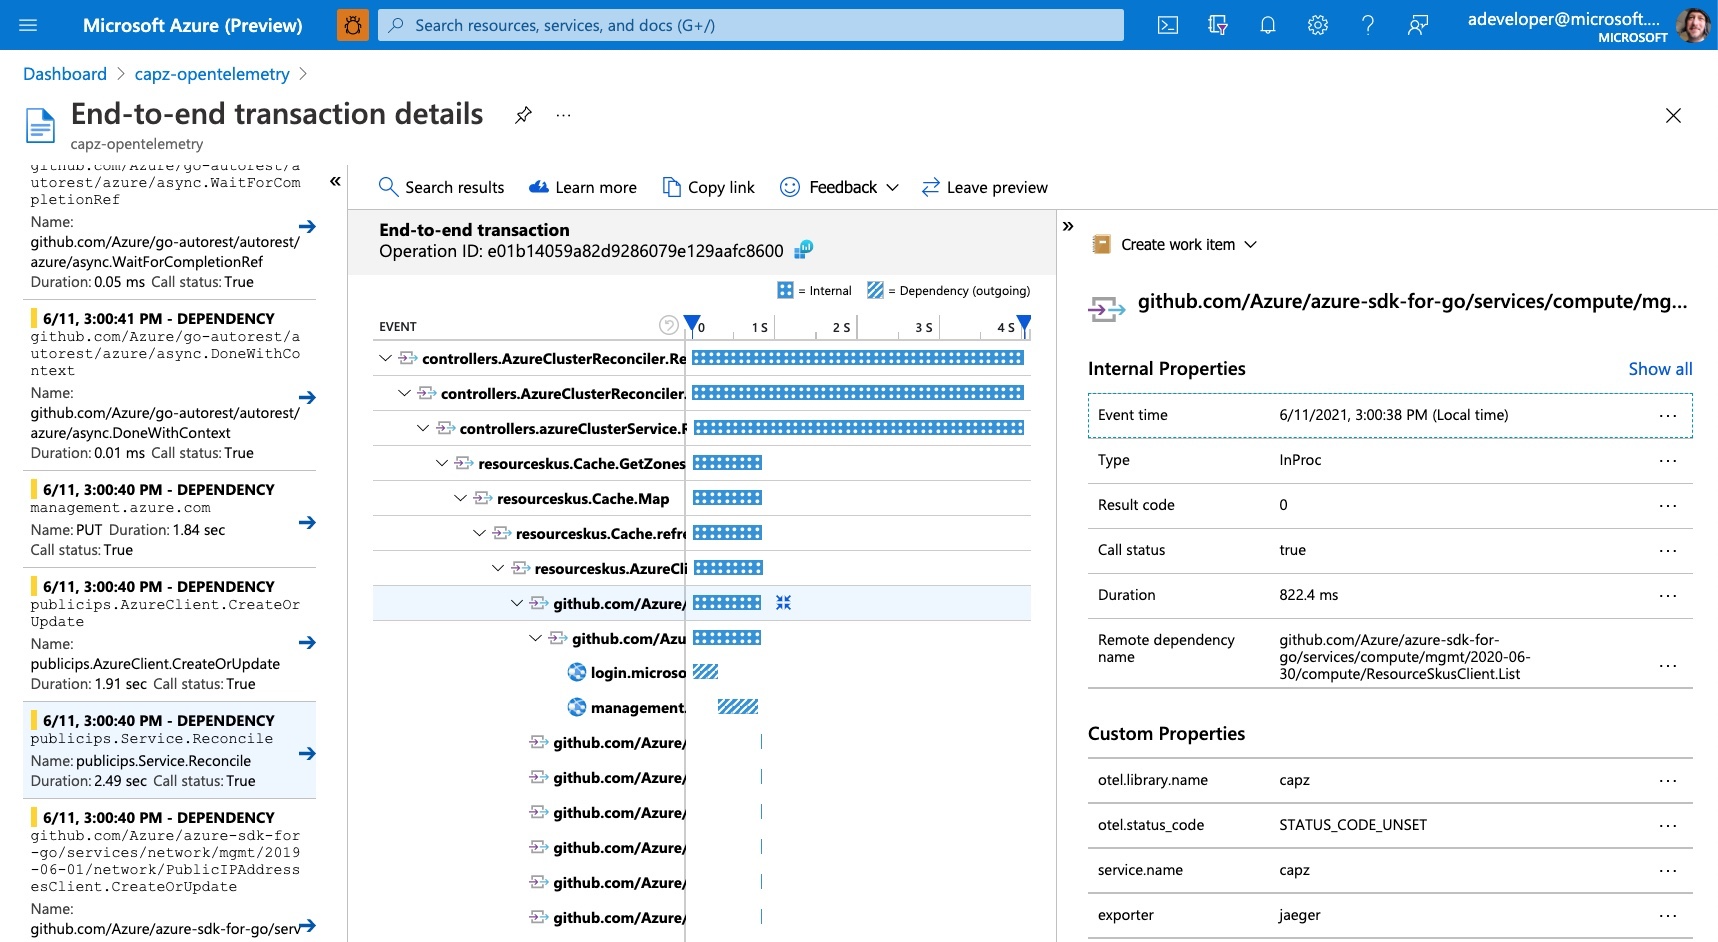 Microsoft Azure (Preview)
Search resources, services, and docs (G+/)
adeveloper@microsoft....
MICROSOFT
Dashboard > capz-opentelemetry >
End-to-end transaction details
...
capz-opentelemetry
github.com/Azure/go-autorest/a
utorest/azure/async.WaitForCom
pletionRef
Name:
github.com/Azure/go-autorest/autorest/
azure/async.WaitForCompletionRef
Duration: 0.05 ms Call status: True
6/11, 3:00:41 PM - DEPENDENCY
github.com/Azure/go-autorest/a
utorest/azure/async.DoneWithCo
ntext
Name:
github.com/Azure/go-autorest/autorest/
azure/async.DoneWithContext
Duration: 0.01 ms Call status: True
6/11, 3:00:40 PM - DEPENDENCY
management.azure.com
Name: PUT Duration: 1.84 sec
Call status: True
6/11, 3:00:40 PM - DEPENDENCY
publicips.AzureClient.CreateOr
Update
Name:
publicips.AzureClient.CreateOrUpdate
Duration: 1.91 sec Call status: True
6/11, 3:00:40 PM - DEPENDENCY
publicips.Service.Reconcile
Name: publicips.Service.Reconcile
Duration: 2.49 sec Call status: True
6/11, 3:00:40 PM - DEPENDENCY
github.com/Azure/azure-sdk-for
-go/services/network/mgmt/2019
-06-01/network/PublicIPAddress
esClient.CreateOrUpdate
Name:
github.com/Azure/azure-sdk-for-go/serv
Search results
Learn more
Copy link
Feedback
Leave preview
End-to-end transaction
Operation ID: e01b14059a82d9286079e129aafc8600
= Internal
= Dependency (outgoing)
EVENT
0 1 S 2 S 3 S 4 S
controllers.AzureClusterReconciler.Re
controllers.AzureClusterReconciler.
controllers.azureClusterService.R
resourceskus.Cache.GetZones
resourceskus.Cache.Map
resourceskus.Cache.refre
resourceskus.AzureCli
github.com/Azure/
github.com/Azu
login.microso
management.
github.com/Azure/
github.com/Azure/
github.com/Azure/
github.com/Azure/
github.com/Azure/
github.com/Azure/
Create work item
github.com/Azure/azure-sdk-for-go/services/compute/mg...
Internal Properties
Show all
Event time 6/11/2021, 3:00:38 PM (Local time) ...
Type InProc ...
Result code 0 ...
Call status true ...
Duration 822.4 ms ...
Remote dependency
name
github.com/Azure/azure-sdk-for-
go/services/compute/mgmt/2020-06-
30/compute/ResourceSkusClient.List
...
Custom Properties
otel.library.name capz ...
otel.status_code STATUS_CODE_UNSET ...
service.name capz ...
exporter jaeger ...